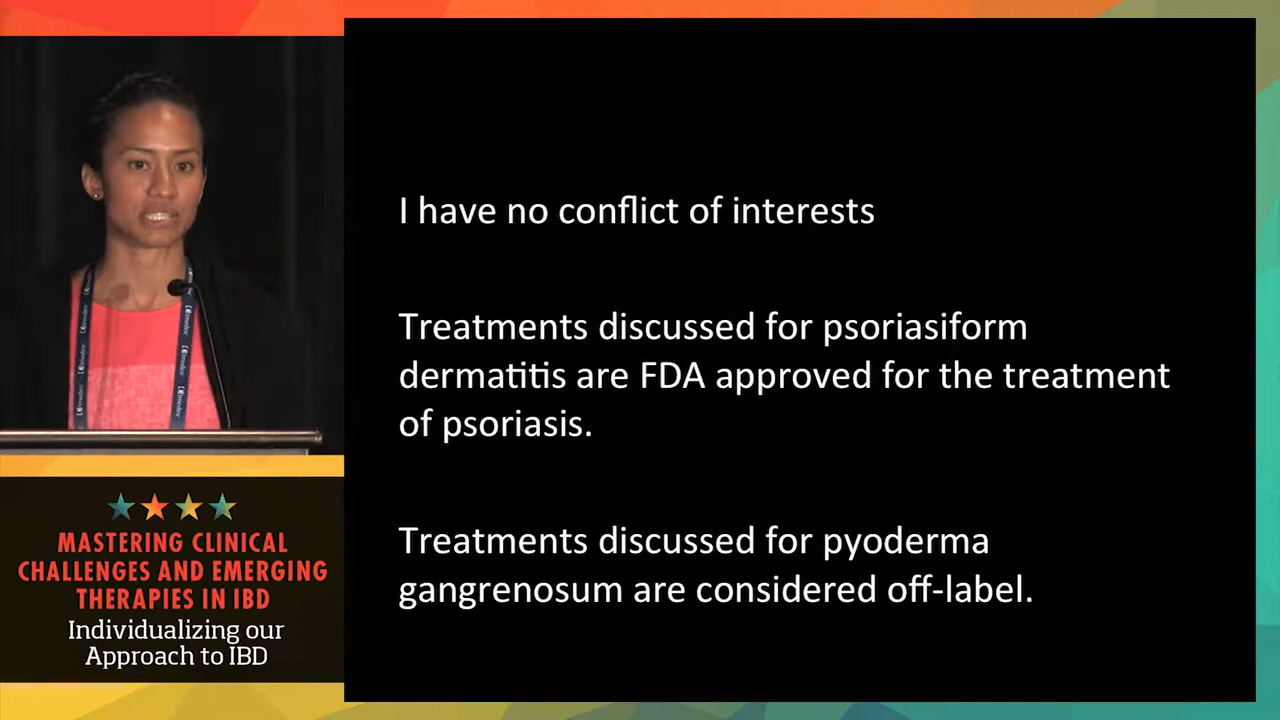 I have no conflict of interests
Treatments discussed for psoriasiform
dermatitis are FDA approved for the treatment
of psoriasis.
Treatments discussed for pyoderma
gangrenosum are considered off-label.
MASTERING CLINICAL
CHALLENGES AND EMERGING
THERAPIES IN IBD
Individualizing our
Approach to IBD